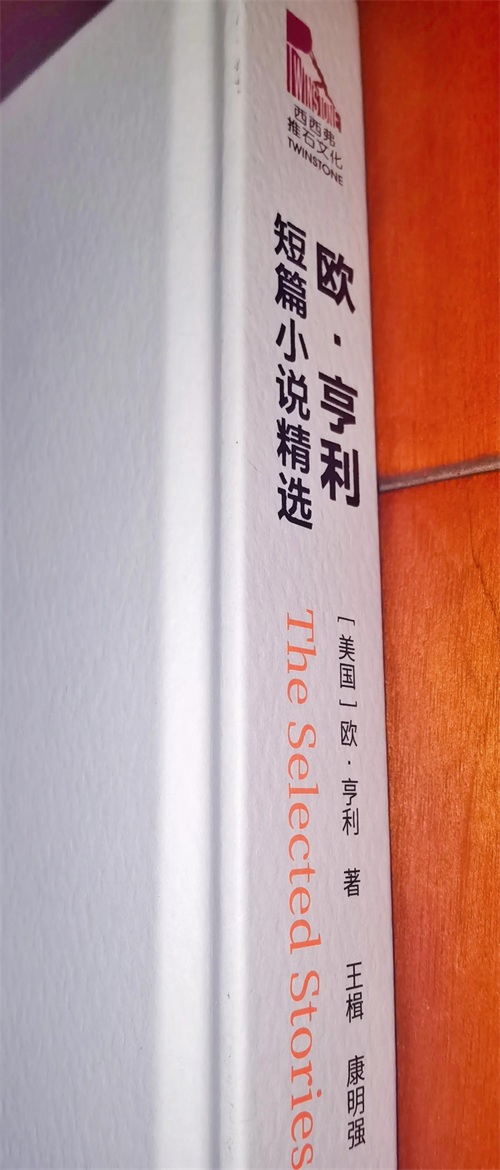 TWINSTONE
西西弗
推石文化
TWINSTONE
欧·亨利
短篇小说精选
[美国]欧·亨利 著 王楫 康明强
The Selected Stories